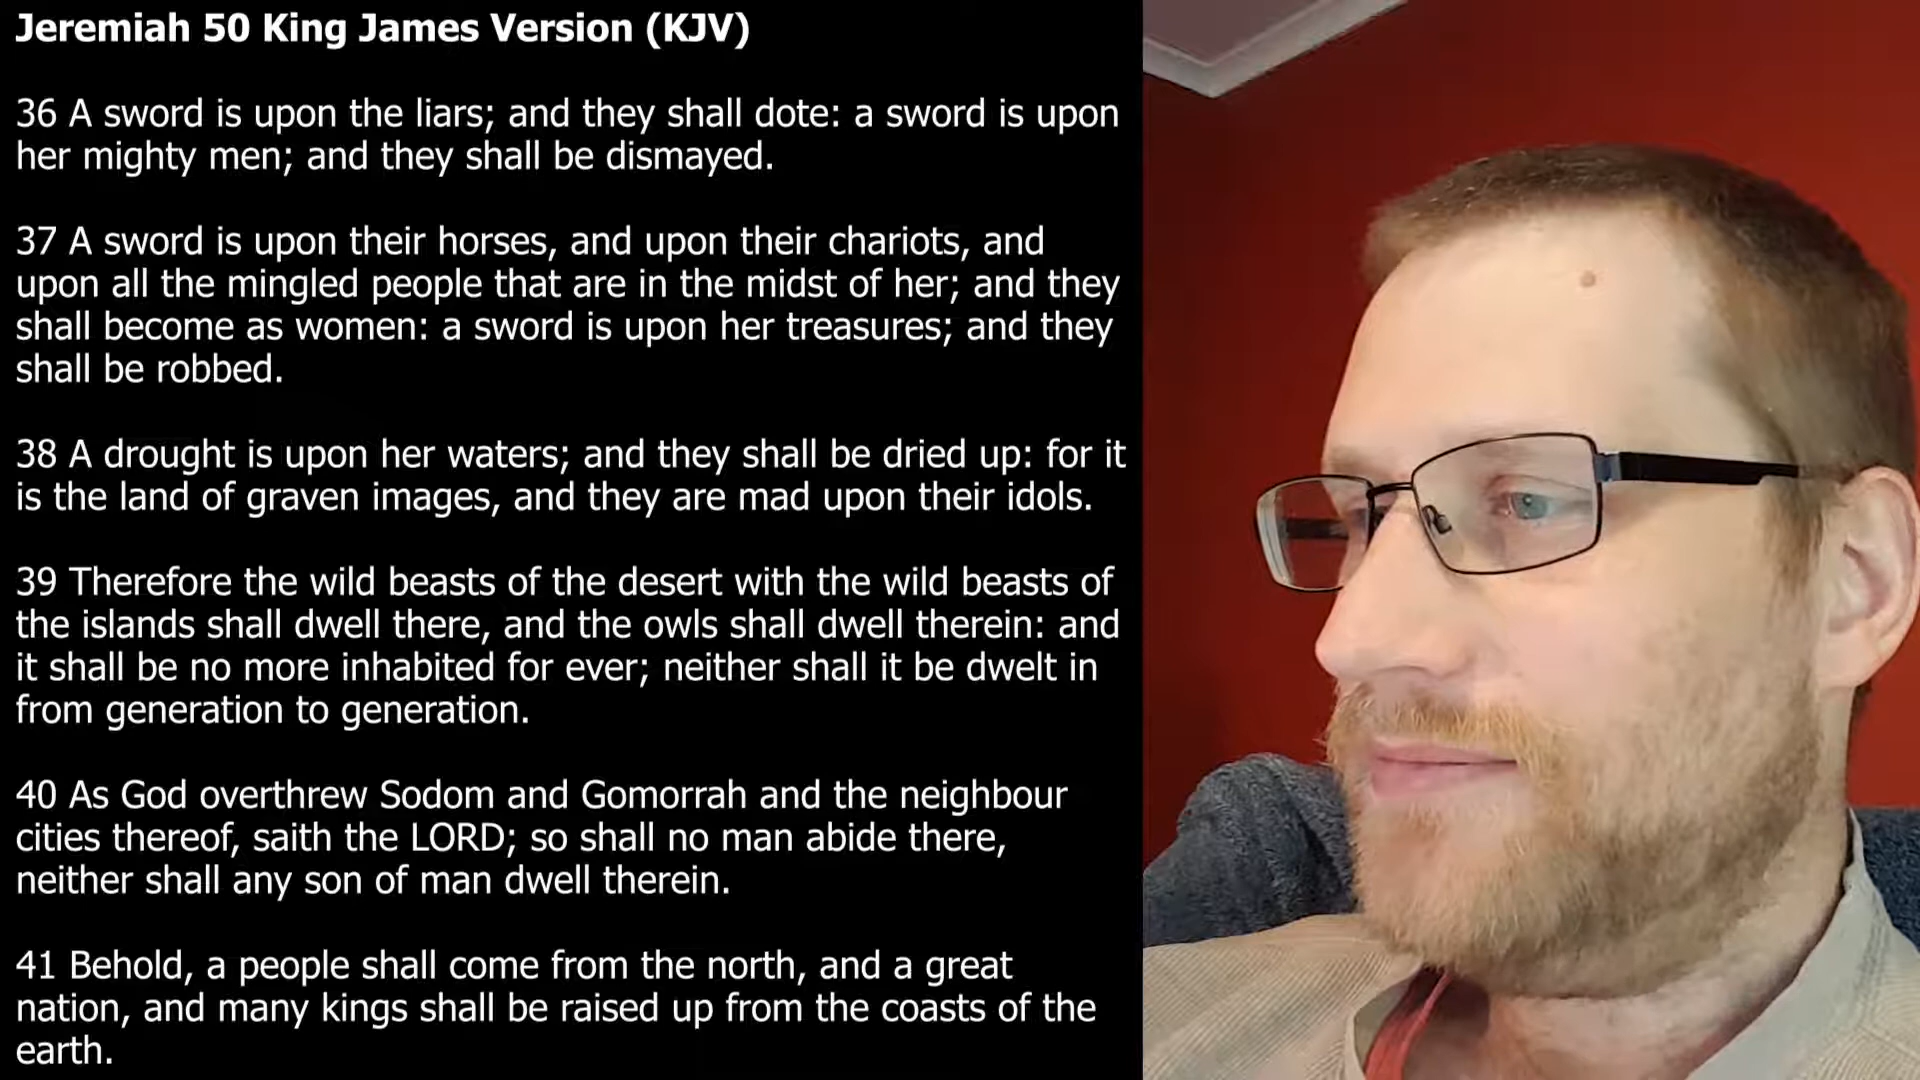 Jeremiah 50 King James Version (KJV)
36 A sword is upon the liars; and they shall dote: a sword is upon
her mighty men; and they shall be dismayed.
37 A sword is upon their horses, and upon their chariots, and
upon all the mingled people that are in the midst of her; and they
shall become as women: a sword is upon her treasures; and they
shall be robbed.
38 A drought is upon her waters; and they shall be dried up: for it
is the land of graven images, and they are mad upon their idols.
39 Therefore the wild beasts of the desert with the wild beasts of
the islands shall dwell there, and the owls shall dwell therein: and
it shall be no more inhabited for ever; neither shall it be dwelt in
from generation to generation.
40 As God overthrew Sodom and Gomorrah and the neighbour
cities thereof, saith the LORD; so shall no man abide there,
neither shall any son of man dwell therein.
41 Behold, a people shall come from the north, and a great
nation, and many kings shall be raised up from the coasts of the
earth.